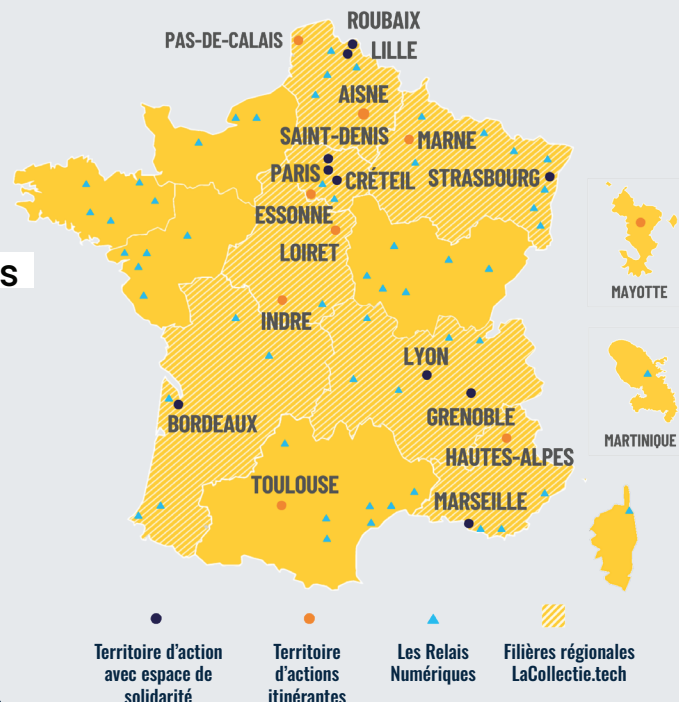 ROUBAIX
PAS-DE-CALAIS
LILLE
AISNE
SAINT-DENIS
MARNE
PARIS
CRÉTEIL
STRASBOURG
ESSONNE
LOIRET
S
MAYOTTE
INDRE
LYON
BORDEAUX
GRENOBLE
MARTINIQUE
HAUTES-ALPES
TOULOUSE
MARSEILLE
Territoire d'action
avec espace de
solidarité
Territoire
d'actions
itinérantes
Les Relais
Numériques
Filières régionales
LaCollectie.tech